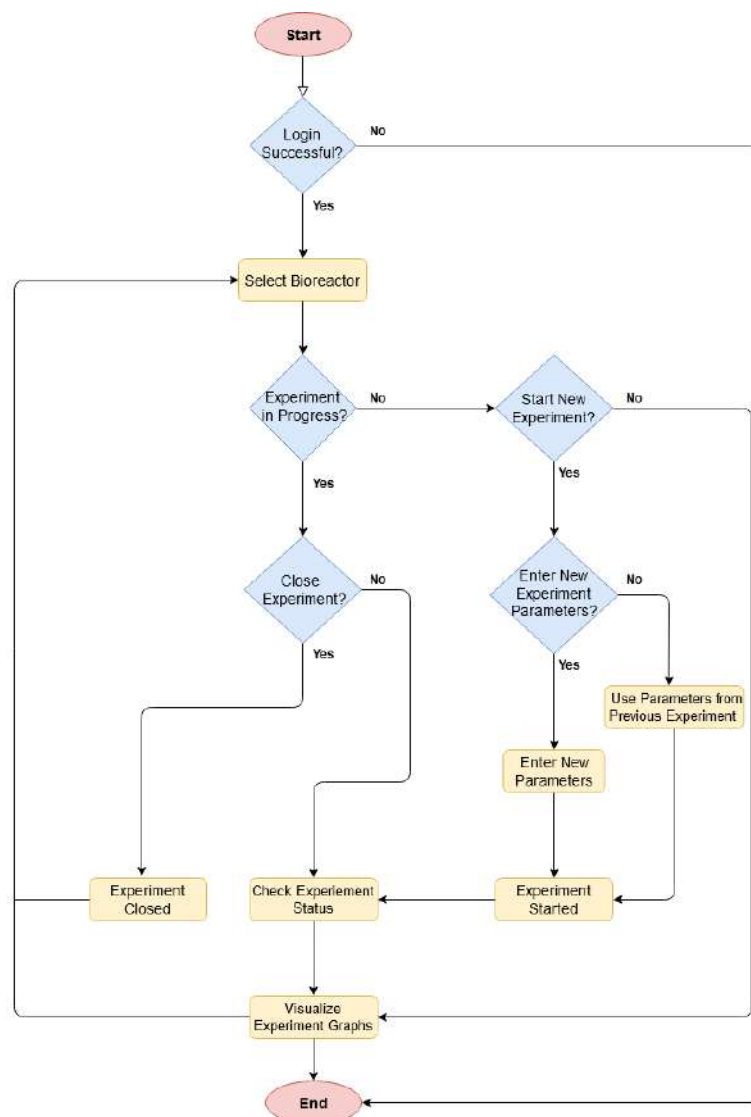 Start
Login
Successful?
No
Yes
Select Bioreactor
Experiment
in Progress?
No
Start New
Experiment?
No
Yes
Yes
Close
Experiment?
No
Enter New
Experiment
Parameters?
No
Yes
Yes
Use Parameters from
Previous Experiment
Enter New
Parameters
Experiment
Closed
Check Experlement
Status
Experiment
Started
Visualize
Experiment Graphs
End